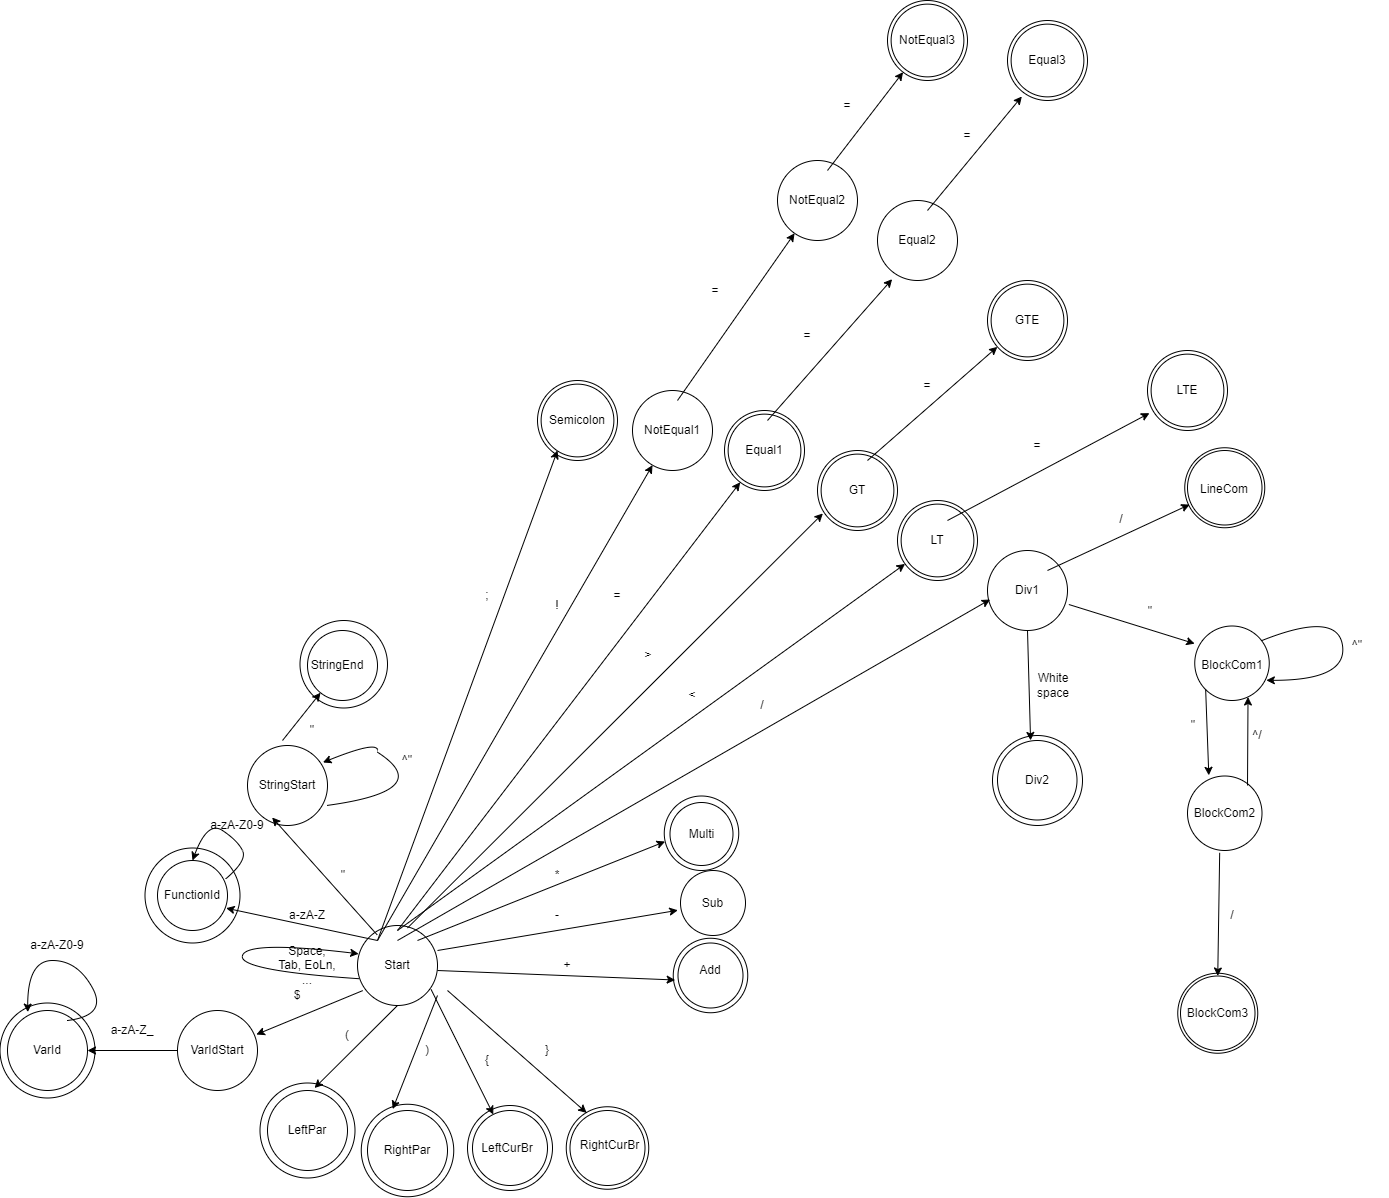 NotEqual3
Equal3
=
=
NotEqual2
Equal2
=
GTE
=
LTE
=
Semicolon
NotEqual1
Equal1
=
GT
LineCom
LT
/
Div1
;
!
=
"
StringEnd
>
BlockCom1
^"
White
space
<
/
"
"
^/
StringStart
^"
Div2
BlockCom2
a-zA-Z0-9
Multi
"
*
FunctionId
Sub
a-zA-Z
-
a-zA-Z0-9
Space,
Tab, EoLn,
...
Start
+
Add
/
$
BlockCom3
a-zA-Z_
VarId
VarIdStart
(
)
{
}
LeftPar
RightPar
LeftCurBr
RightCurBr